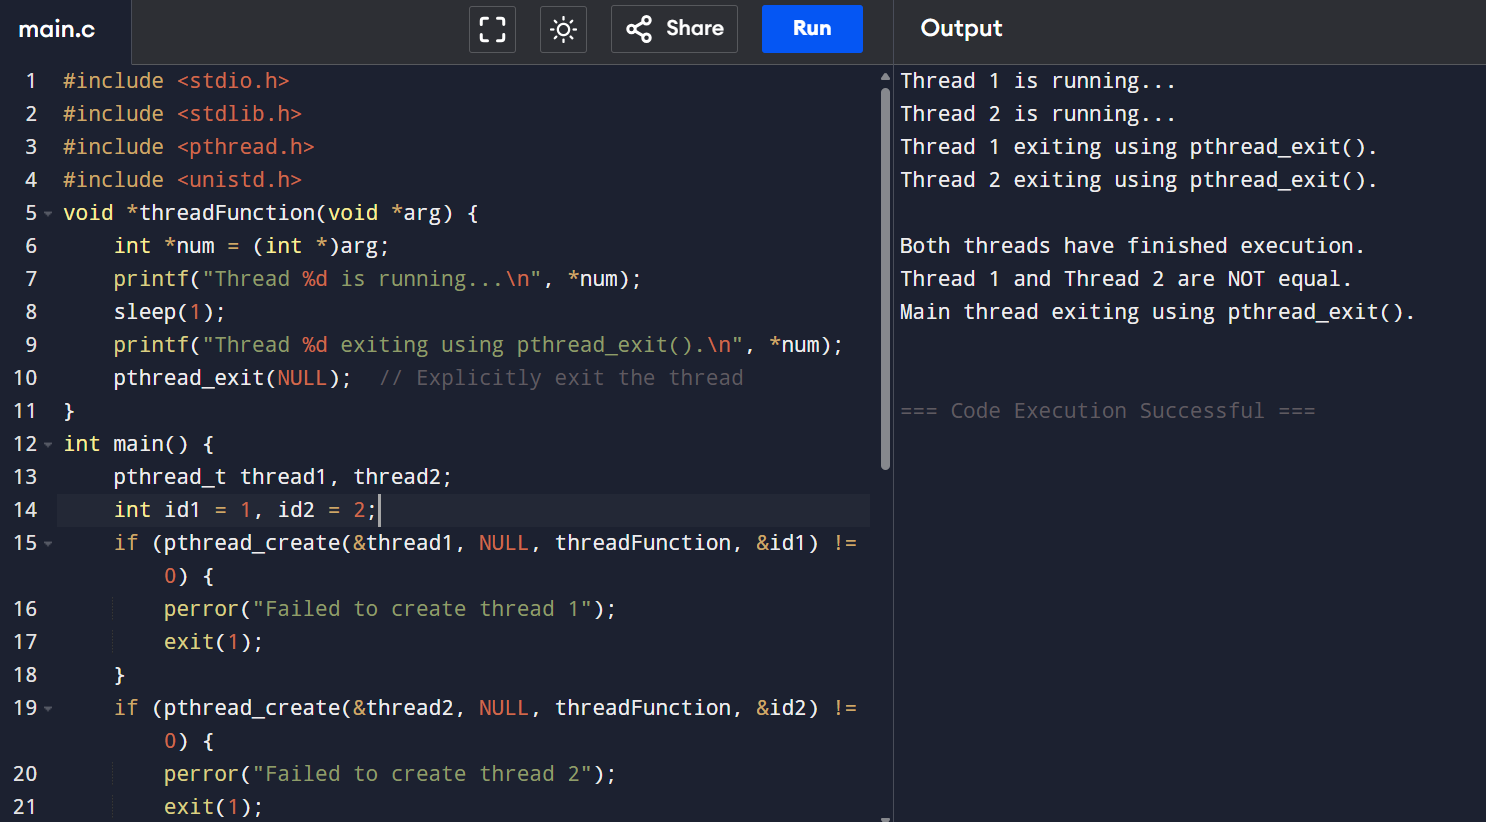 main.c
Share
Run
Output
1 #include <stdio.h>
2 #include <stdlib.h>
3 #include <pthread.h>
4 #include <unistd.h>
5 void *threadFunction(void *arg) {
6     int *num = (int *)arg;
7     printf("Thread %d is running...\n", *num);
8     sleep(1);
9     printf("Thread %d exiting using pthread_exit().\n", *num);
10     pthread_exit(NULL);  // Explicitly exit the thread
11 }
12 int main() {
13     pthread_t thread1, thread2;
14     int id1 = 1, id2 = 2;
15     if (pthread_create(&thread1, NULL, threadFunction, &id1) !=
        0) {
16         perror("Failed to create thread 1");
17         exit(1);
18     }
19     if (pthread_create(&thread2, NULL, threadFunction, &id2) !=
        0) {
20         perror("Failed to create thread 2");
21         exit(1);
Thread 1 is running...
Thread 2 is running...
Thread 1 exiting using pthread_exit().
Thread 2 exiting using pthread_exit().
Both threads have finished execution.
Thread 1 and Thread 2 are NOT equal.
Main thread exiting using pthread_exit().
=== Code Execution Successful ===